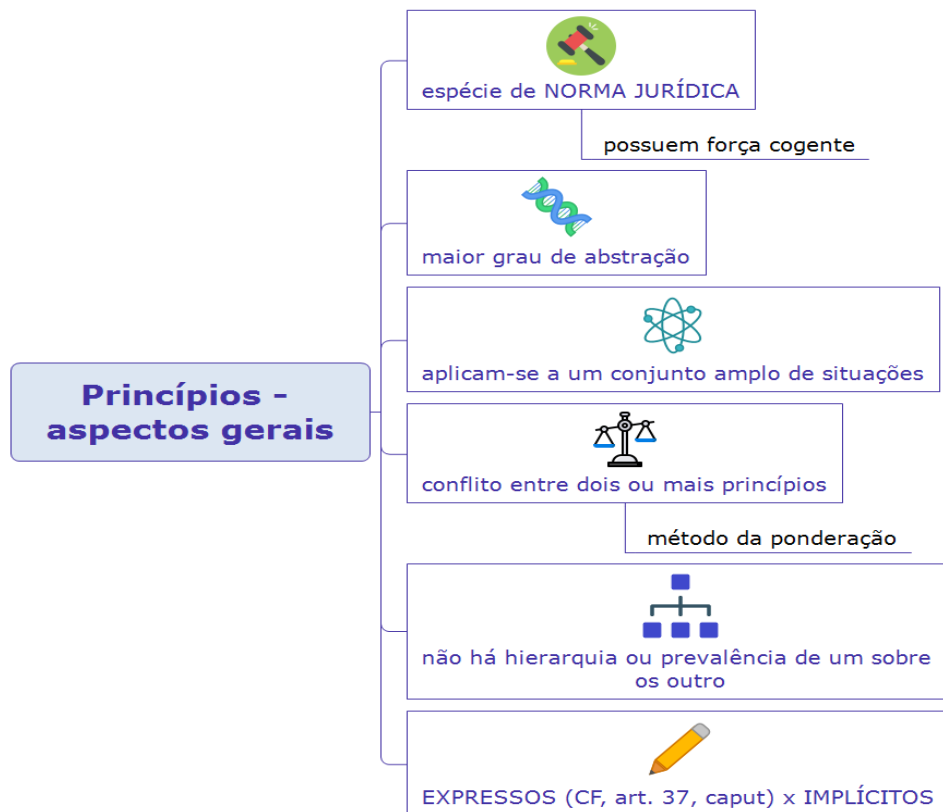 espécie de NORMA JURÍDICA
possuem força cogente
maior grau de abstração
aplicam-se a um conjunto amplo de situações
Princípios -
aspectos gerais
conflito entre dois ou mais princípios
método da ponderação
não há hierarquia ou prevalência de um sobre
os outro
EXPRESSOS (CF, art. 37, caput) x IMPLÍCITOS